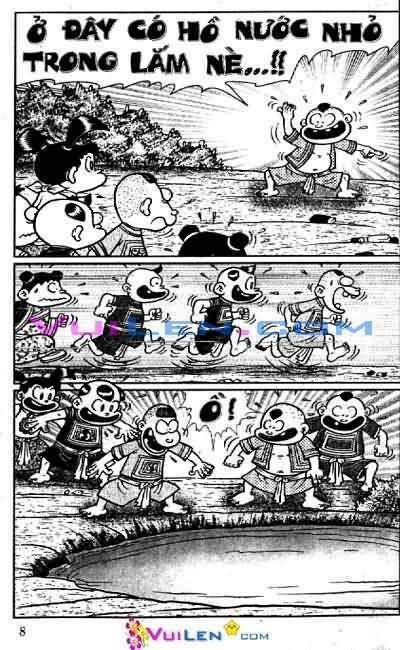 Ở ĐÂY CÓ HỒ NƯỚC NHỎ
TRONG LẮM NÈ...!!
VUILEN.COM
Ồ!
8
VUILEN.COM